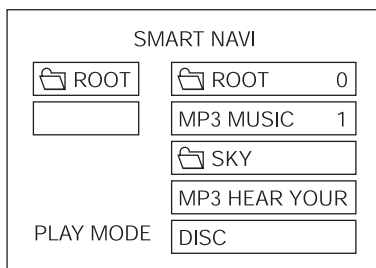 SMART NAVI
ROOT ROOT 0
MP3 MUSIC 1
SKY
MP3 HEAR YOUR
PLAY MODE DISC